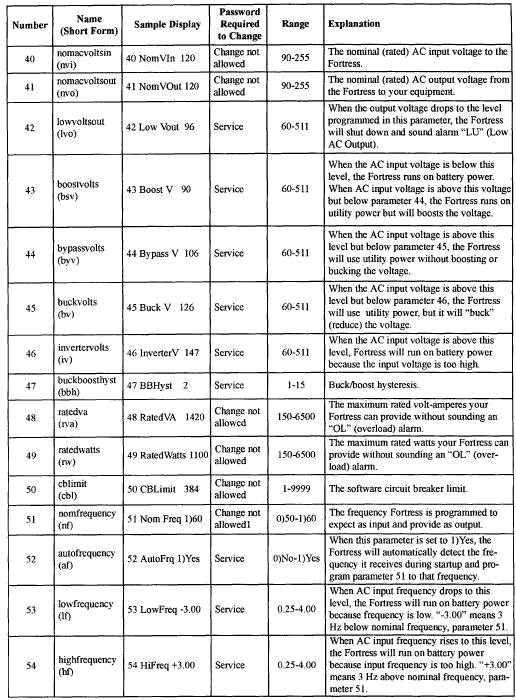 Number
Name
(Short Form)
Sample Display
Password
Required
to Change
Range
Explanation
40
nomacvoltsin
(nvi)
40 NomVIn 120
Change not
allowed
90-255
The nominal (rated) AC input voltage to the
Fortress.
41
nomacvoltsout
(nvo)
41 NomVOut 120
Change not
allowed
90-255
The nominal (rated) AC output voltage from
the Fortress to your equipment.
42
lowvoltsout
(lvo)
42 Low Vout 96
Service
60-511
When the output voltage drops to the level
programmed in this parameter, the Fortress
will shut down and sound alarm “LU” (Low
AC Output).
43
boostvolts
(bsv)
43 Boost V 90
Service
60-511
When the AC input voltage is below this
level, the Fortress runs on battery power.
When AC input voltage is above this voltage
but below parameter 44, the Fortress runs on
utility power but will boosts the voltage.
44
bypassvolts
(byv)
44 Bypass V 106
Service
60-511
When the AC input voltage is above this
level but below parameter 45, the Fortress
will use utility power without boosting or
bucking the voltage.
45
buckvolts
(bv)
45 Buck V 126
Service
60-511
When the AC input voltage is above this
level but below parameter 46, the Fortress
will use utility power, but it will “buck”
(reduce) the voltage.
46
invertervolts
(iv)
46 InverterV 147
Service
60-511
When the AC input voltage is above this
level, Fortress will run on battery power
because the input voltage is too high.
47
buckboosthyst
(bbh)
47 BBHyst 2
Service
1-15
Buck/boost hysteresis.
48
ratedva
(rva)
48 RatedVA 1420
Change not
allowed
150-6500
The maximum rated volt-amperes your
Fortress can provide without sounding an
“OL” (overload) alarm.
49
ratedwatts
(rw)
49 RatedWatts 1100
Change not
allowed
150-6500
The maximum rated watts your Fortress can
provide without sounding an “OL” (over-
load) alarm.
50
cblimit
(cbl)
50 CBLimit 384
Change not
allowed
1-9999
The software circuit breaker limit.
51
nomfrequency
(nf)
51 Nom Freq 1)60
Change not
allowed1
0)50-1)60
The frequency Fortress is programmed to
expect as input and provide as output.
52
autofrequency
(af)
52 AutoFrq 1)Yes
Service
0)No-1)Yes
When this parameter is set to 1)Yes, the
Fortress will automatically detect the fre-
quency it receives during startup and pro-
gram parameter 51 to that frequency.
53
lowfrequency
(lf)
53 LowFreq -3.00
Service
0.25-4.00
When AC input frequency drops to this
level, the Fortress will run on battery power
because frequency is low. “-3.00” means 3
Hz below nominal frequency, parameter 51.
54
highfrequency
(hf)
54 HiFreq +3.00
Service
0.25-4.00
When AC input frequency rises to this level,
the Fortress will run on battery power
because input frequency is too high. “+3.00”
means 3 Hz above nominal frequency, para-
meter 51.